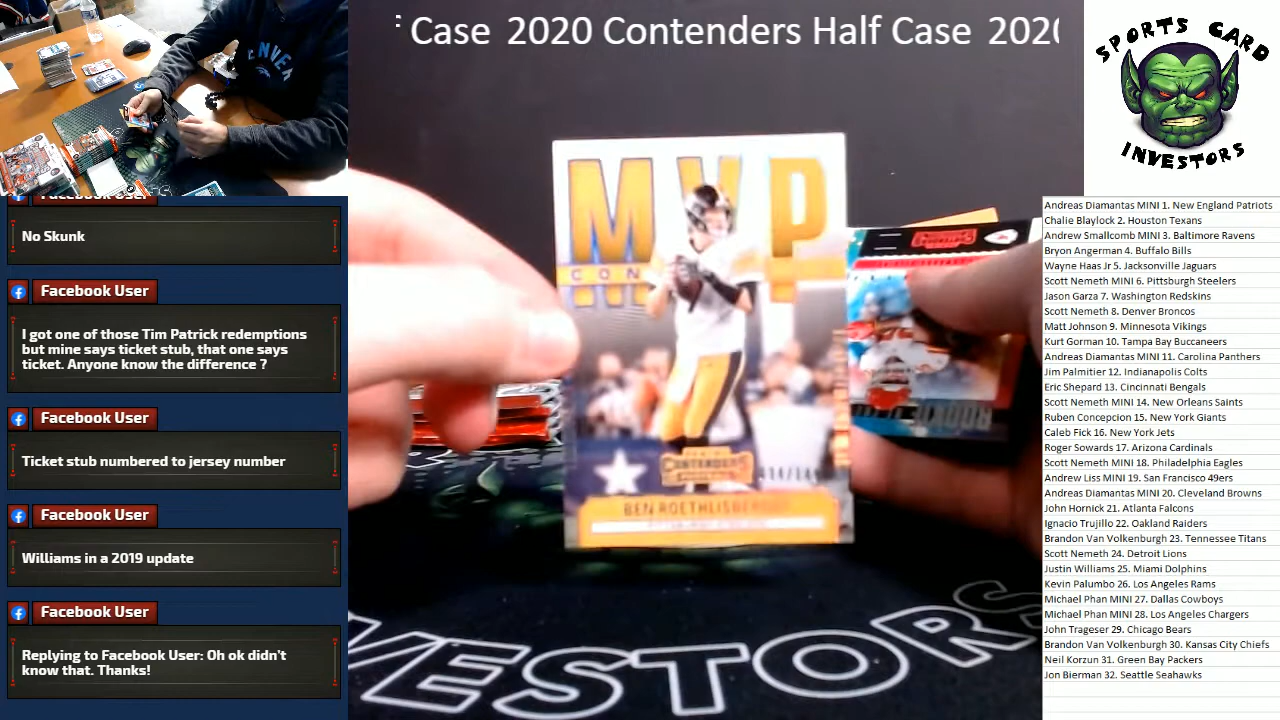 F Case 2020 Contenders Half Case 202
SPORTS CARD
INVESTORS
Facebook User
No Skunk
Facebook User
I got one of those Tim Patrick redemptions
but mine says ticket stub, that one says
ticket. Anyone know the difference ?
Facebook User
Ticket stub numbered to jersey number
Facebook User
Williams in a 2019 update
Facebook User
Replying to Facebook User: Oh ok didn't
know that. Thanks!
MVP
CON
CONTENDERS
BEN ROETHLISBERGER
VESTORS
Andreas Diamantas MINI 1. New England Patriots
Chalie Blaylock 2. Houston Texans
Andrew Smallcomb MINI 3. Baltimore Ravens
Bryon Angerman 4. Buffalo Bills
Wayne Haas Jr 5. Jacksonville Jaguars
Scott Nemeth MINI 6. Pittsburgh Steelers
Jason Garza 7. Washington Redskins
Scott Nemeth 8. Denver Broncos
Matt Johnson 9. Minnesota Vikings
Kurt Gorman 10. Tampa Bay Buccaneers
Andreas Diamantas MINI 11. Carolina Panthers
Jim Palmitier 12. Indianapolis Colts
Eric Shepard 13. Cincinnati Bengals
Scott Nemeth MINI 14. New Orleans Saints
Ruben Concepcion 15. New York Giants
Caleb Fick 16. New York Jets
Roger Sowards 17. Arizona Cardinals
Scott Nemeth MINI 18. Philadelphia Eagles
Andrew Liss MINI 19. San Francisco 49ers
Andreas Diamantas MINI 20. Cleveland Browns
John Hornick 21. Atlanta Falcons
Ignacio Trujillo 22. Oakland Raiders
Brandon Van Volkenburgh 23. Tennessee Titans
Scott Nemeth 24. Detroit Lions
Justin Williams 25. Miami Dolphins
Kevin Palumbo 26. Los Angeles Rams
Michael Phan MINI 27. Dallas Cowboys
Michael Phan MINI 28. Los Angeles Chargers
John Trageser 29. Chicago Bears
Brandon Van Volkenburgh 30. Kansas City Chiefs
Neil Korzun 31. Green Bay Packers
Jon Bierman 32. Seattle Seahawks